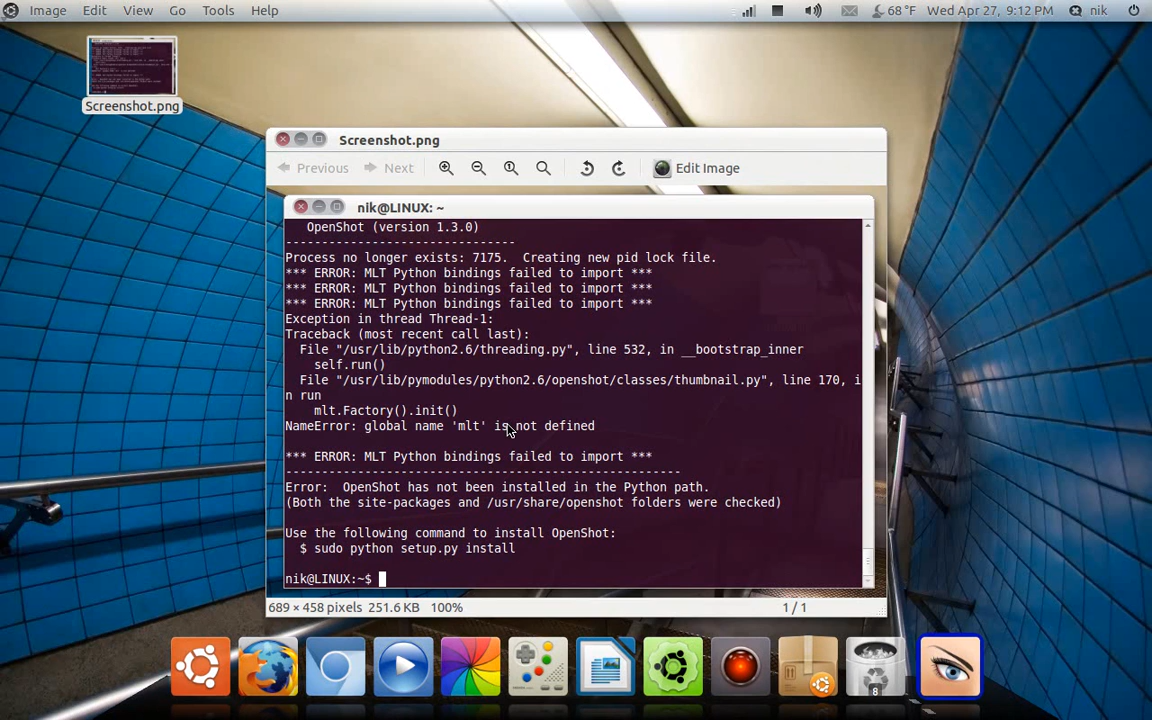 Image Edit View Go Tools Help
68 °F Wed Apr 27, 9:12 PM nik
Screenshot.png
Screenshot.png
Previous Next 1 Edit Image
nik@LINUX: ~
OpenShot (version 1.3.0)
--------------------------------
Process no longer exists: 7175.  Creating new pid lock file.
*** ERROR: MLT Python bindings failed to import ***
*** ERROR: MLT Python bindings failed to import ***
*** ERROR: MLT Python bindings failed to import ***
Exception in thread Thread-1:
Traceback (most recent call last):
File "/usr/lib/python2.6/threading.py", line 532, in __bootstrap_inner
self.run()
File "/usr/lib/pymodules/python2.6/openshot/classes/thumbnail.py", line 170, i
n run
mlt.Factory().init()
NameError: global name 'mlt' is not defined
*** ERROR: MLT Python bindings failed to import ***
-------------------------------------------------------
Error:  OpenShot has not been installed in the Python path.
(Both the site-packages and /usr/share/openshot folders were checked)
Use the following command to install OpenShot:
$ sudo python setup.py install
nik@LINUX:~$
689 × 458 pixels 251.6 KB 100% 1 / 1
8